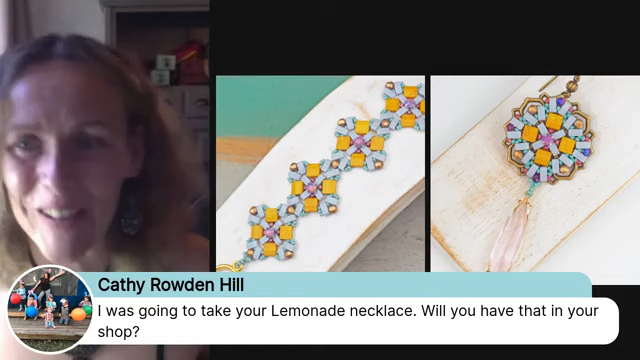 Cathy Rowden Hill
I was going to take your Lemonade necklace. Will you have that in your
shop?